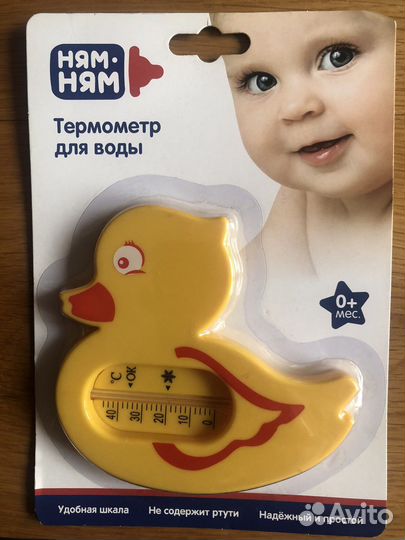 НЯМ·
НЯМ
Термометр
для воды
0+
мес.
°C ◄OK ◄☀
40 30 20 10 0
Удобная шкала Не содержит ртути Надёжный и простой
Avito